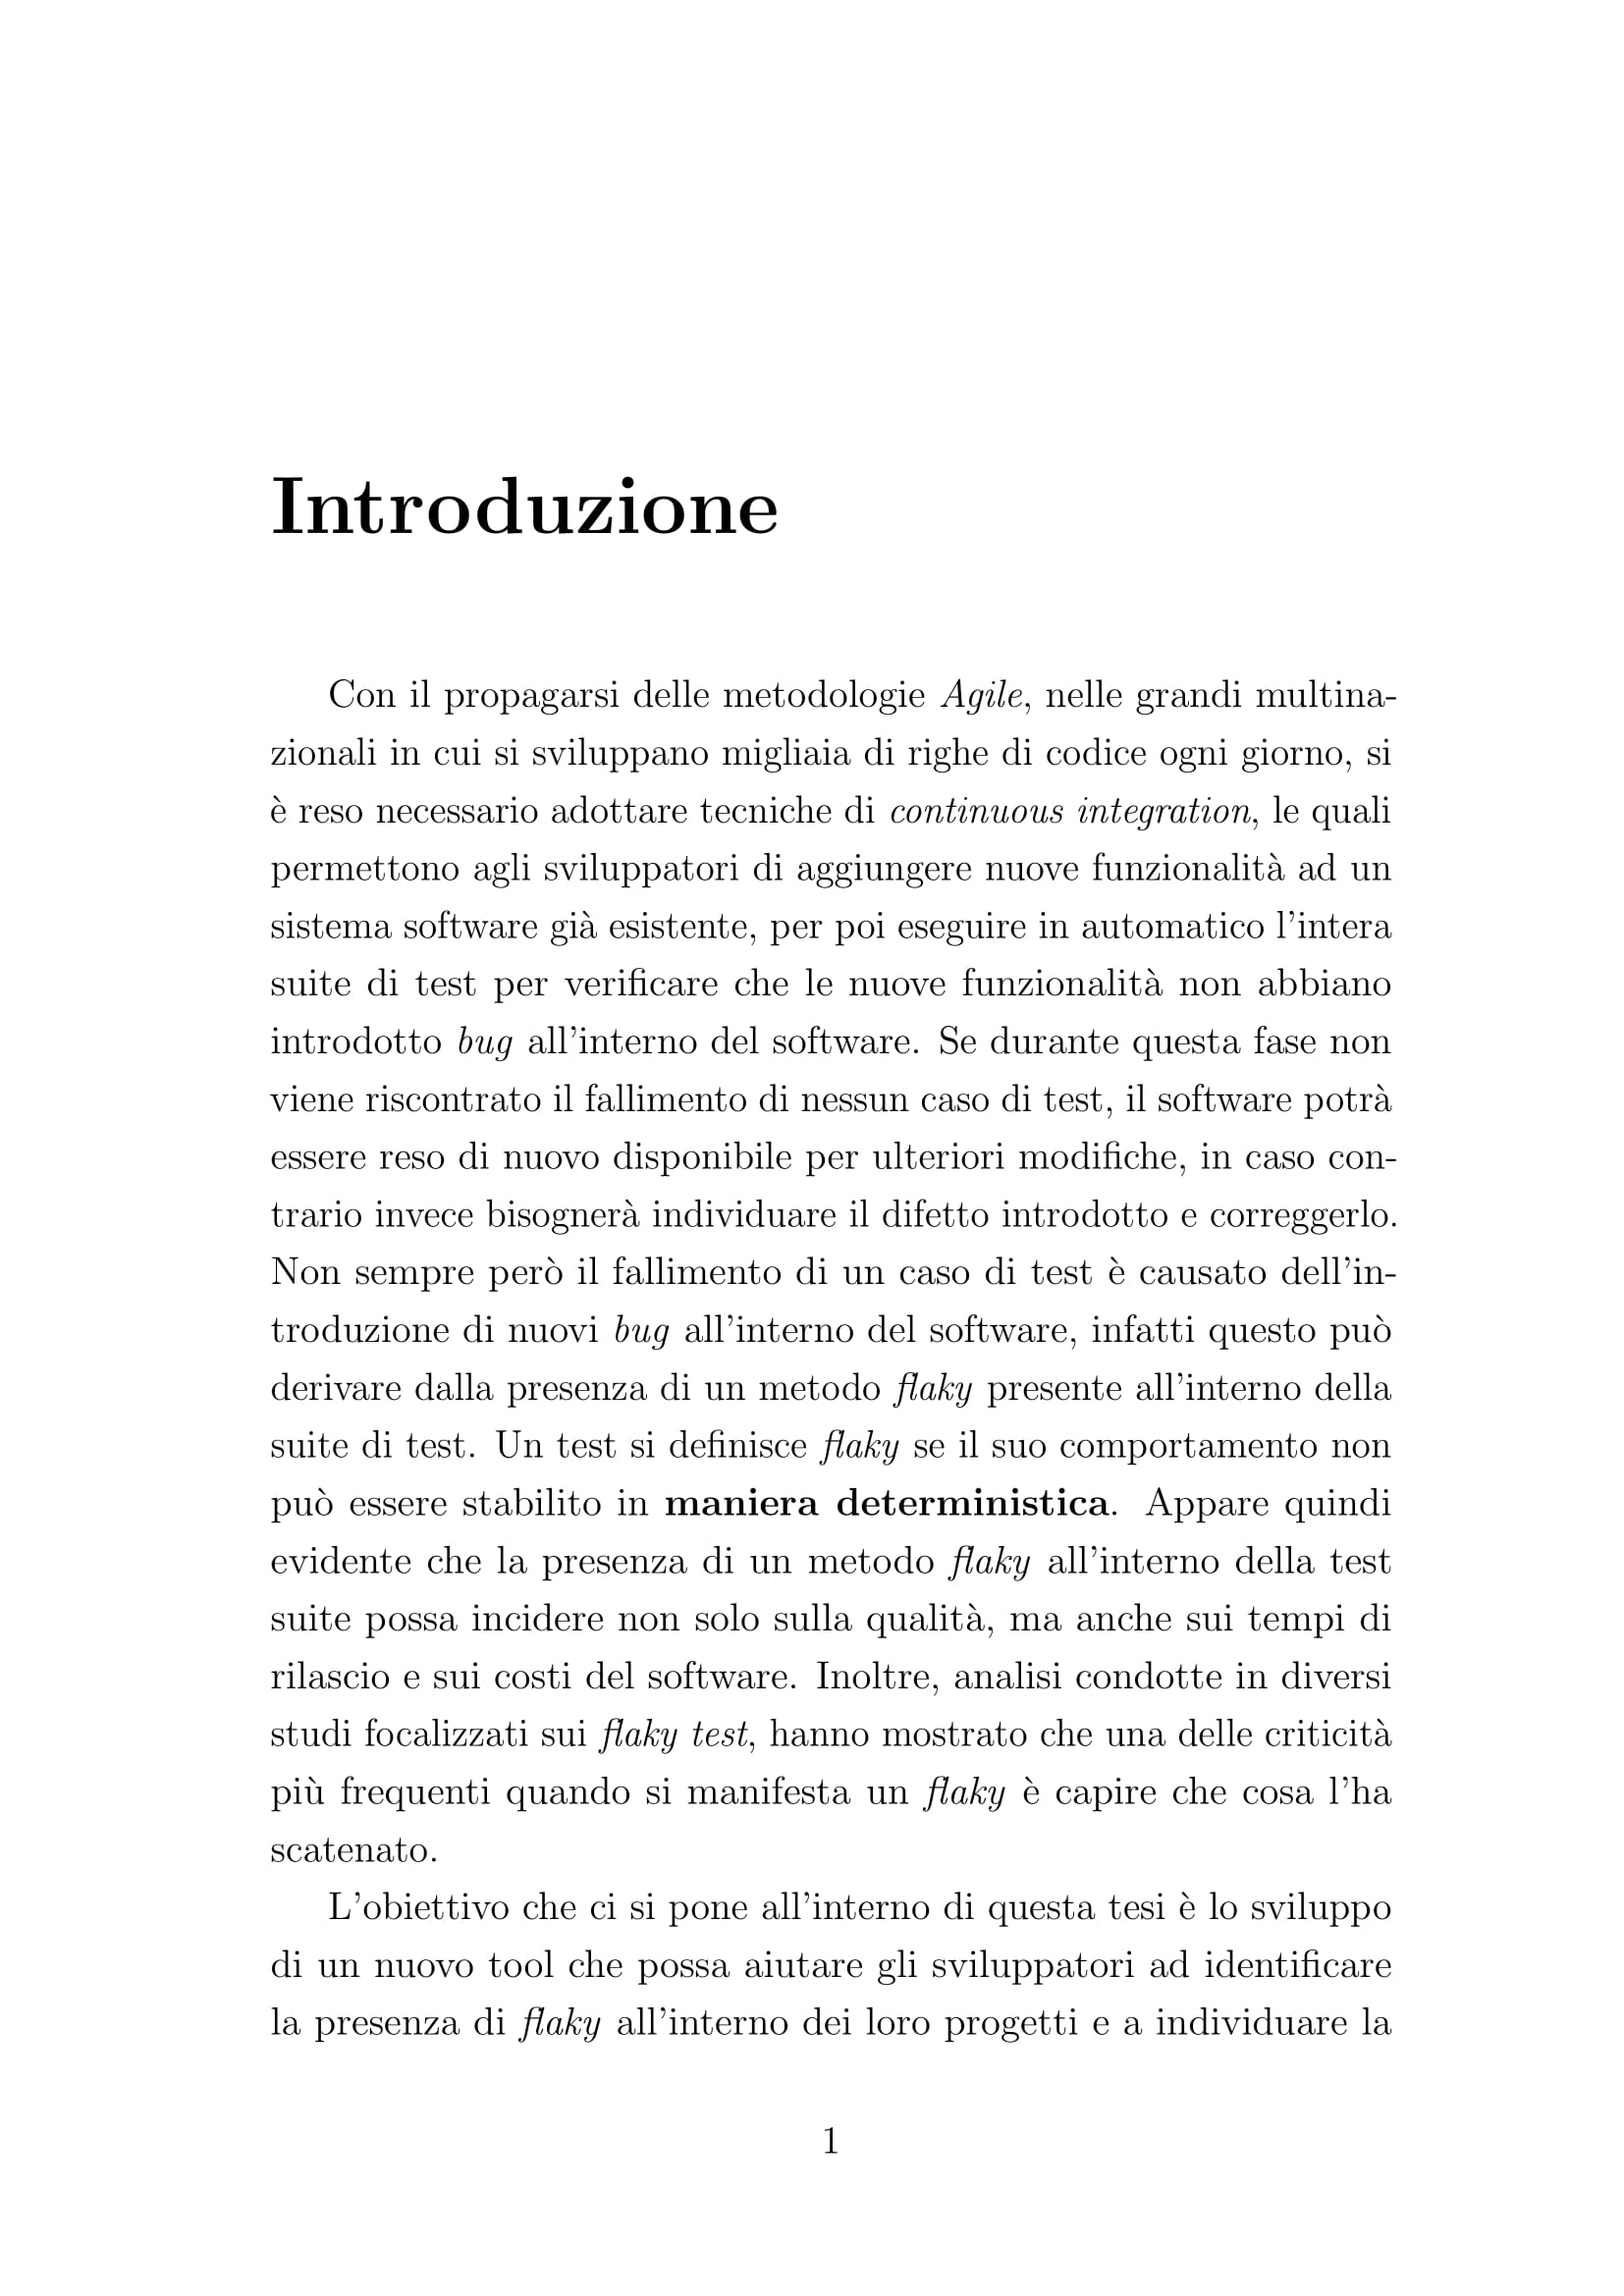 Introduzione
Con il propagarsi delle metodologie Agile, nelle grandi multina-
zionali in cui si sviluppano migliaia di righe di codice ogni giorno, si
è reso necessario adottare tecniche di continuous integration, le quali
permettono agli sviluppatori di aggiungere nuove funzionalità ad un
sistema software già esistente, per poi eseguire in automatico l'intera
suite di test per verificare che le nuove funzionalità non abbiano
introdotto bug all'interno del software. Se durante questa fase non
viene riscontrato il fallimento di nessun caso di test, il software potrà
essere reso di nuovo disponibile per ulteriori modifiche, in caso con-
trario invece bisognerà individuare il difetto introdotto e correggerlo.
Non sempre però il fallimento di un caso di test è causato dell'in-
troduzione di nuovi bug all'interno del software, infatti questo può
derivare dalla presenza di un metodo flaky presente all'interno della
suite di test. Un test si definisce flaky se il suo comportamento non
può essere stabilito in maniera deterministica. Appare quindi
evidente che la presenza di un metodo flaky all'interno della test
suite possa incidere non solo sulla qualità, ma anche sui tempi di
rilascio e sui costi del software. Inoltre, analisi condotte in diversi
studi focalizzati sui flaky test, hanno mostrato che una delle criticità
più frequenti quando si manifesta un flaky è capire che cosa l'ha
scatenato.
L'obiettivo che ci si pone all'interno di questa tesi è lo sviluppo
di un nuovo tool che possa aiutare gli sviluppatori ad identificare
la presenza di flaky all'interno dei loro progetti e a individuare la
1